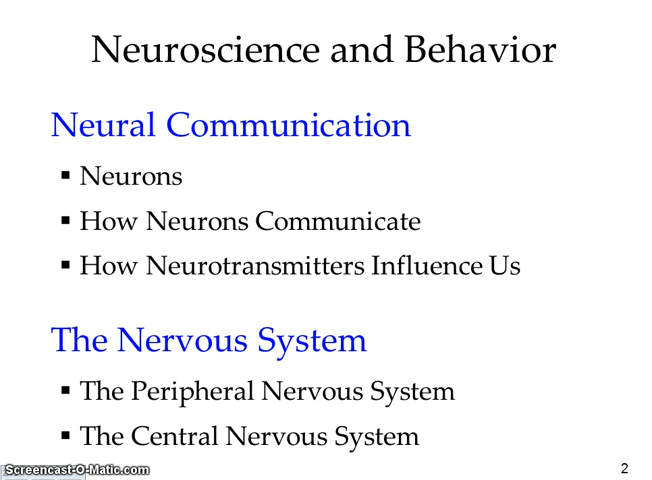 Neuroscience and Behavior
Neural Communication
▪ Neurons
▪ How Neurons Communicate
▪ How Neurotransmitters Influence Us
The Nervous System
▪ The Peripheral Nervous System
▪ The Central Nervous System
Screencast-O-Matic.com
2